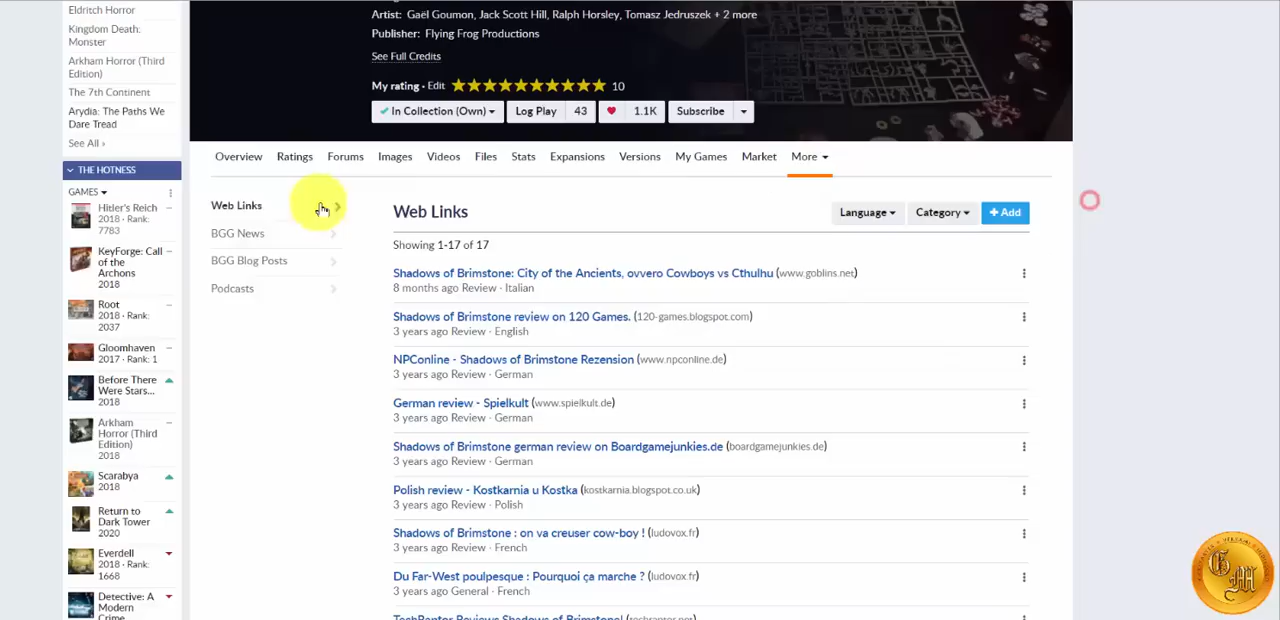 Eldritch Horror
Kingdom Death:
Monster
Arkham Horror (Third
Edition)
The 7th Continent
Arydia: The Paths We
Dare Tread
See All ›
THE HOTNESS
GAMES
Hitler's Reich
2018 · Rank:
7783
KeyForge: Call
of the
Archons
2018
Root
2018 · Rank:
2037
Gloomhaven
2017 · Rank: 1
Before There
Were Stars...
2018
Arkham
Horror (Third
Edition)
2018
Scarabya
2018
Return to
Dark Tower
2020
Everdell
2018 · Rank:
1668
Detective: A
Modern
Crime
Artist: Gaël Goumon, Jack Scott Hill, Ralph Horsley, Tomasz Jedruszek + 2 more
Publisher: Flying Frog Productions
See Full Credits
My rating · Edit 10
In Collection (Own) Log Play 43 1.1K Subscribe
Overview Ratings Forums Images Videos Files Stats Expansions Versions My Games Market More
Web Links
BGG News
BGG Blog Posts
Podcasts
Web Links Language Category + Add
Showing 1-17 of 17
Shadows of Brimstone: City of the Ancients, ovvero Cowboys vs Cthulhu (www.goblins.net)
8 months ago Review · Italian
Shadows of Brimstone review on 120 Games. (120-games.blogspot.com)
3 years ago Review · English
NPConline - Shadows of Brimstone Rezension (www.npconline.de)
3 years ago Review · German
German review - Spielkult (www.spielkult.de)
3 years ago Review · German
Shadows of Brimstone german review on Boardgamejunkies.de (boardgamejunkies.de)
3 years ago Review · German
Polish review - Kostkarnia u Kostka (kostkarnia.blogspot.co.uk)
3 years ago Review · Polish
Shadows of Brimstone : on va creuser cow-boy ! (ludovox.fr)
3 years ago Review · French
Du Far-West poulpesque : Pourquoi ça marche ? (ludovox.fr)
3 years ago General · French
TechRaptor Reviews Shadows of Brimstone! (techraptor.net)
GM